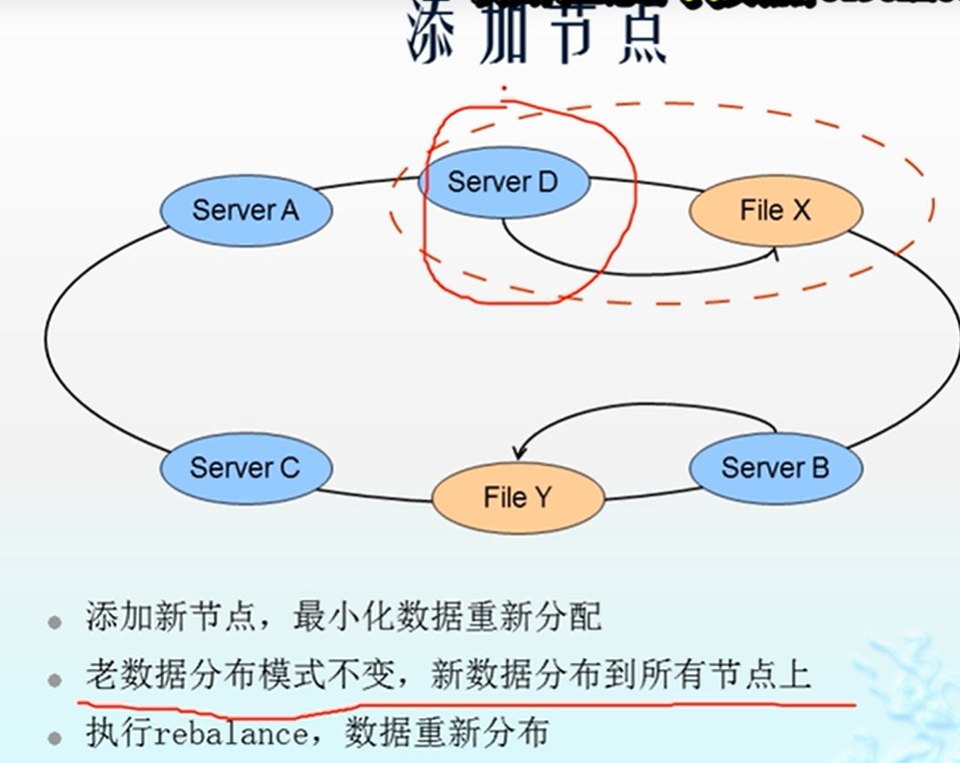 添加节点
Server D
Server A
File X
Server C
File Y
Server B
添加新节点，最小化数据重新分配
老数据分布模式不变，新数据分布到所有节点上
执行rebalance，数据重新分布